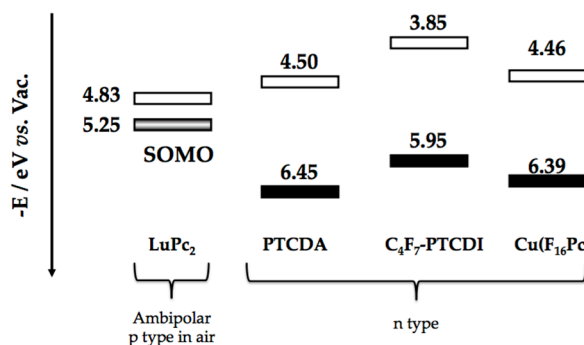 -E / eV vs. Vac.
3.85
4.50
4.46
4.83
5.25
SOMO
5.95
6.45
6.39
LuPc₂
PTCDA
C₄F₇-PTCDI
Cu(F₁₆Pc
Ambipolar
p type in air
n type